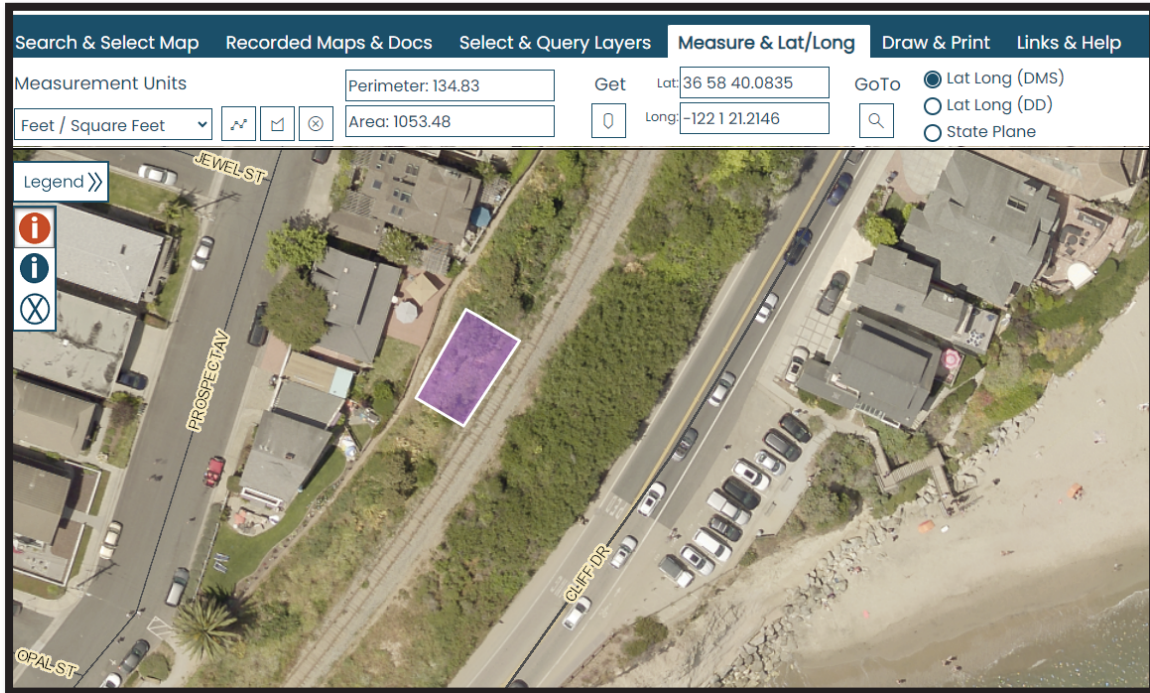 Search & Select Map Recorded Maps & Docs Select & Query Layers Measure & Lat/Long Draw & Print Links & Help
Measurement Units Perimeter: 134.83 Get Lat: 36 58 40.0835 GoTo Lat Long (DMS)
Feet / Square Feet Area: 1053.48 Long: -122 1 21.2146 Lat Long (DD)
State Plane
Legend
JEWEL ST
i
i
X
PROSPECT AV
CLIFF DR
OPAL ST